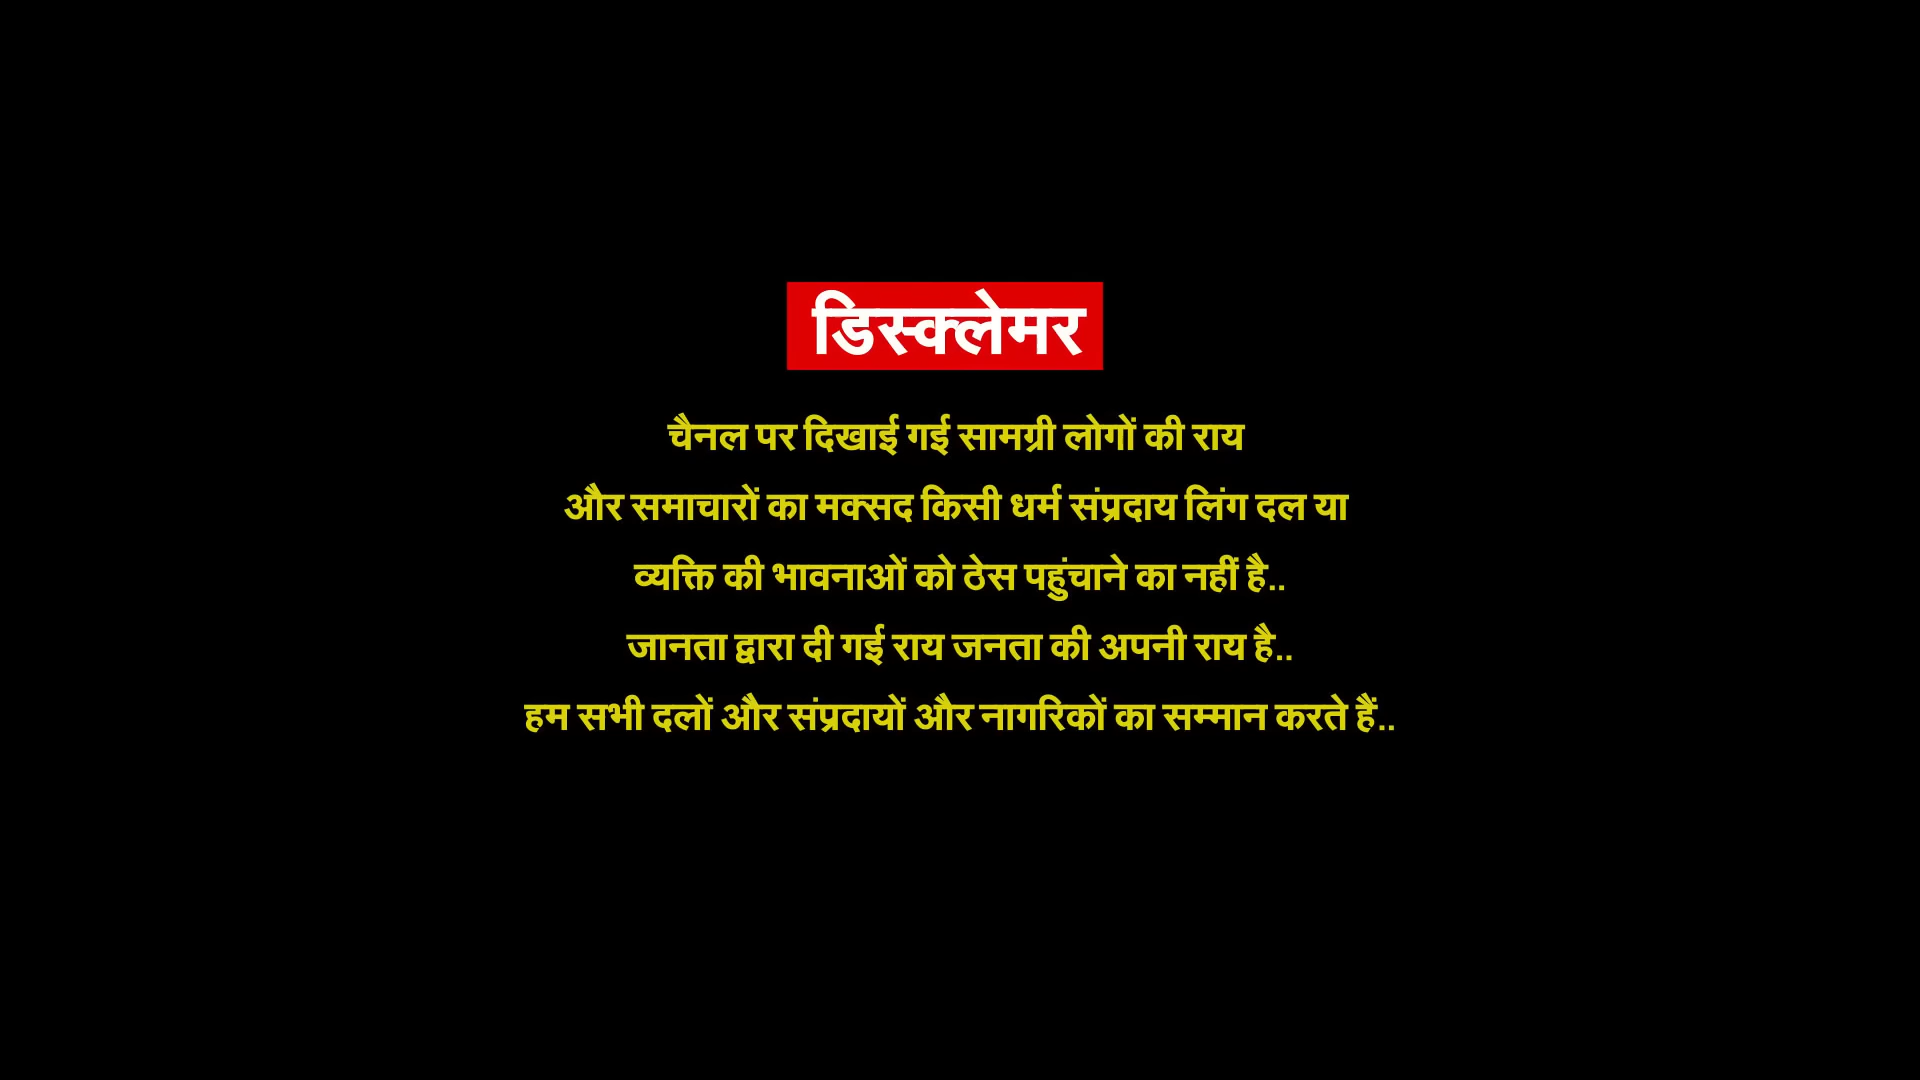 डिस्क्लेमर
चैनल पर दिखाई गई सामग्री लोगों की राय
और समाचारों का मक्सद किसी धर्म संप्रदाय लिंग दल या
व्यक्ति की भावनाओं को ठेस पहुंचाने का नहीं है..
जानता द्वारा दी गई राय जनता की अपनी राय है..
हम सभी दलों और संप्रदायों और नागरिकों का सम्मान करते हैं..